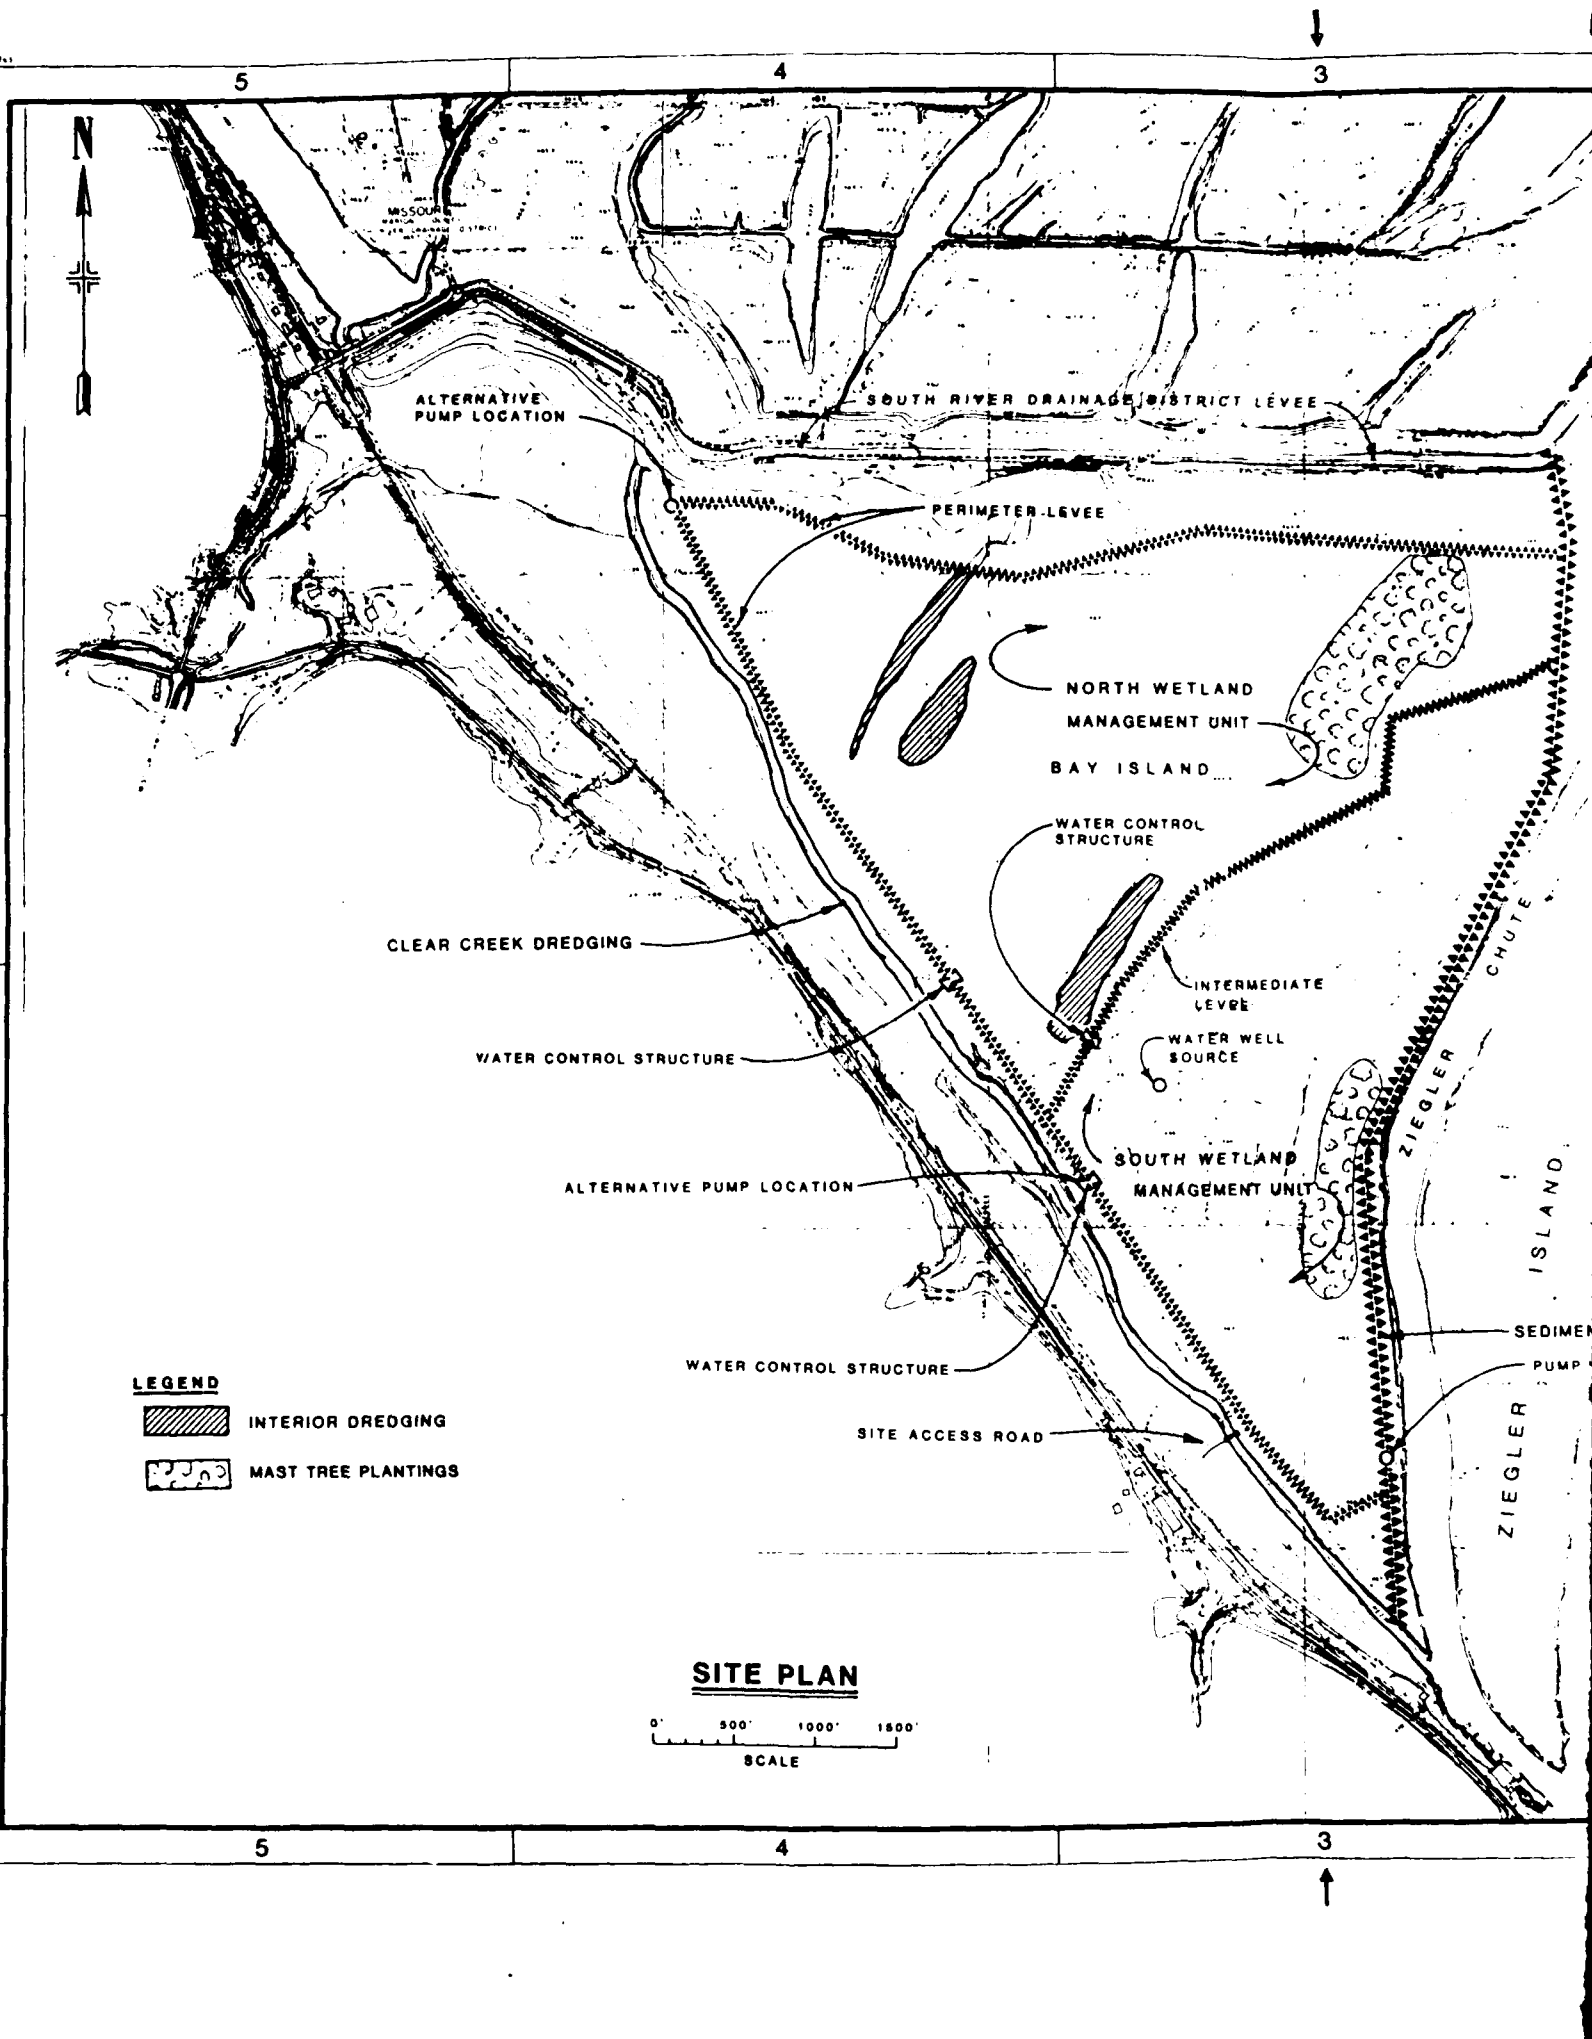 5 4 3
N
MISSOURI
ALTERNATIVE
PUMP LOCATION
SOUTH RIVER DRAINAGE DISTRICT LEVEE
PERIMETER LEVEE
NORTH WETLAND
MANAGEMENT UNIT
BAY ISLAND
WATER CONTROL
STRUCTURE
CLEAR CREEK DREDGING
INTERMEDIATE
LEVEE
CHUTE
ZIEGLER
WATER WELL
SOURCE
WATER CONTROL STRUCTURE
SOUTH WETLAND
MANAGEMENT UNIT
ALTERNATIVE PUMP LOCATION
ISLAND
ZIEGLER
SEDIMEN
PUMP
WATER CONTROL STRUCTURE
SITE ACCESS ROAD
LEGEND
INTERIOR DREDGING
MAST TREE PLANTINGS
SITE PLAN
0' 500' 1000' 1500'
SCALE
5 4 3